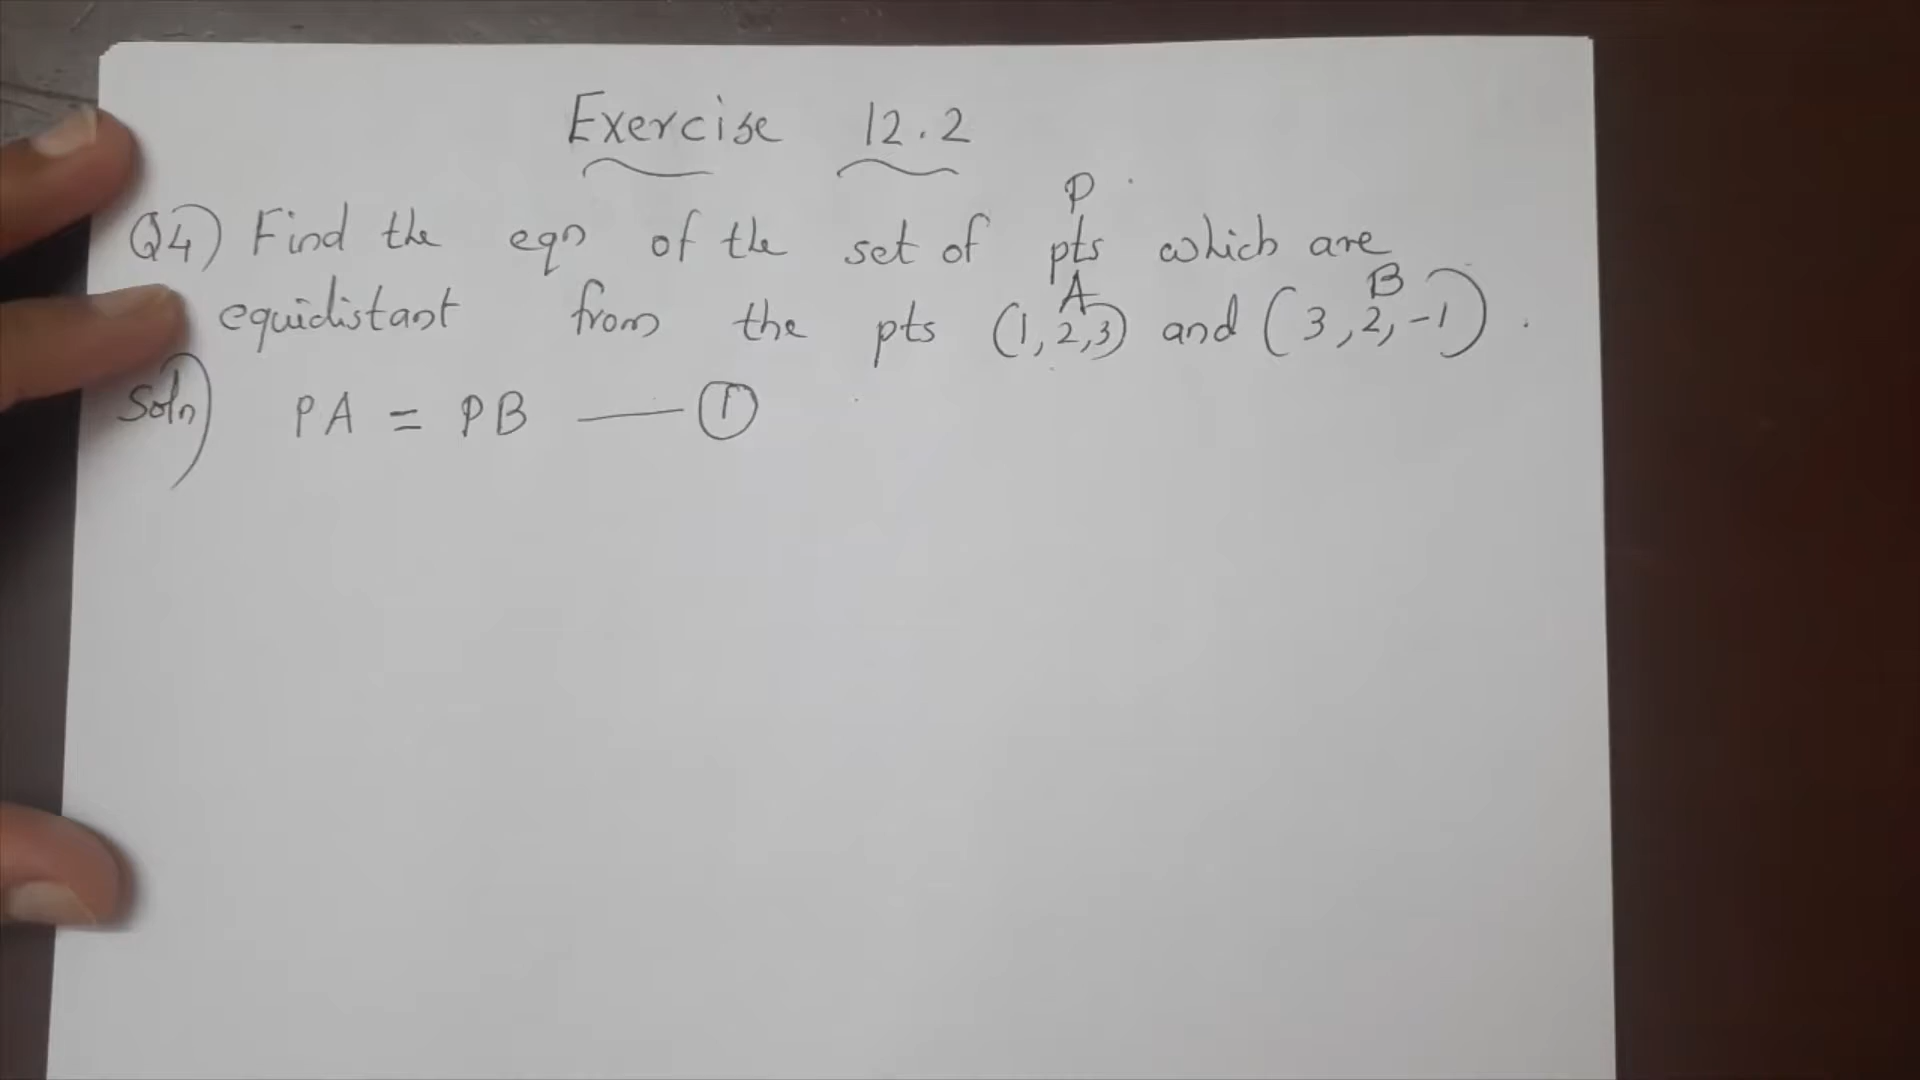 Exercise 12.2
P
Q4) Find the eqn of the set of pts which are
A B
equidistant from the pts (1, 2, 3) and (3, 2, -1).
Soln) PA = PB — ①